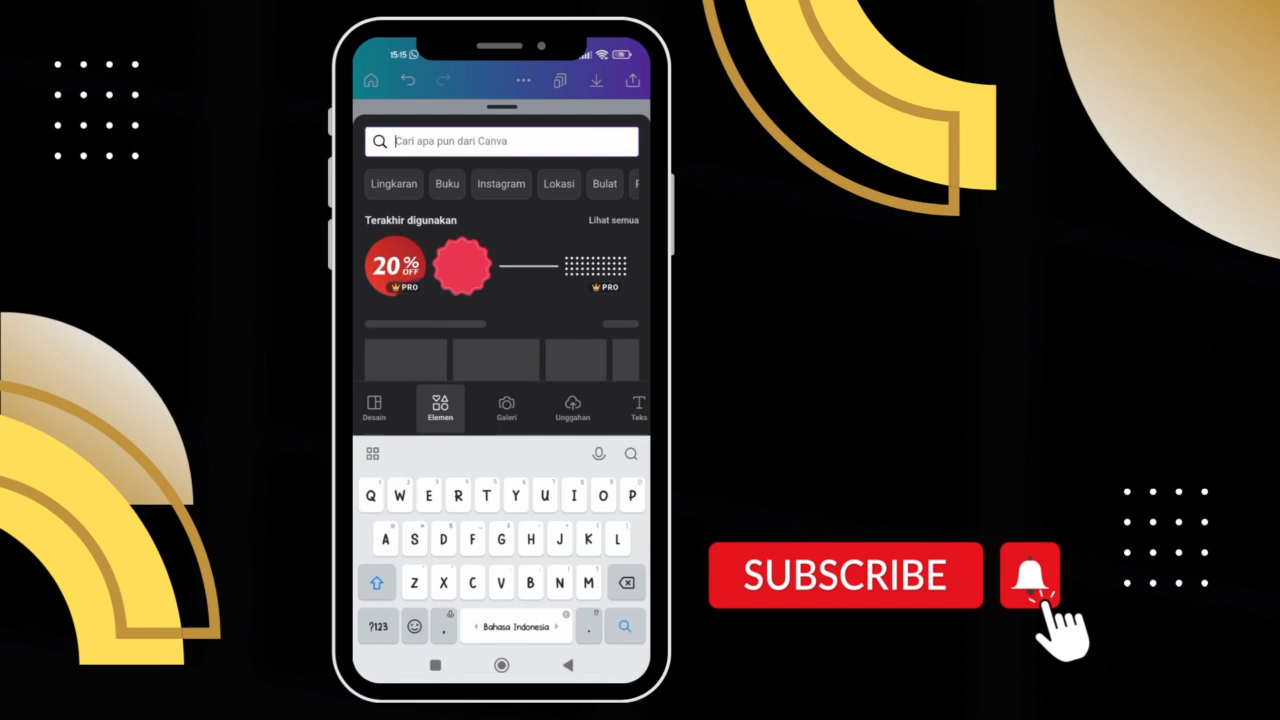 15:15
Cari apa pun dari Canva
Lingkaran Buku Instagram Lokasi Bulat
Terakhir digunakan Lihat semua
20% OFF
PRO PRO
Desain Elemen Galeri Unggahan Teks
Q W E R T Y U I O P
A S D F G H J K L
Z X C V B N M
?123 , Bahasa Indonesia .
SUBSCRIBE